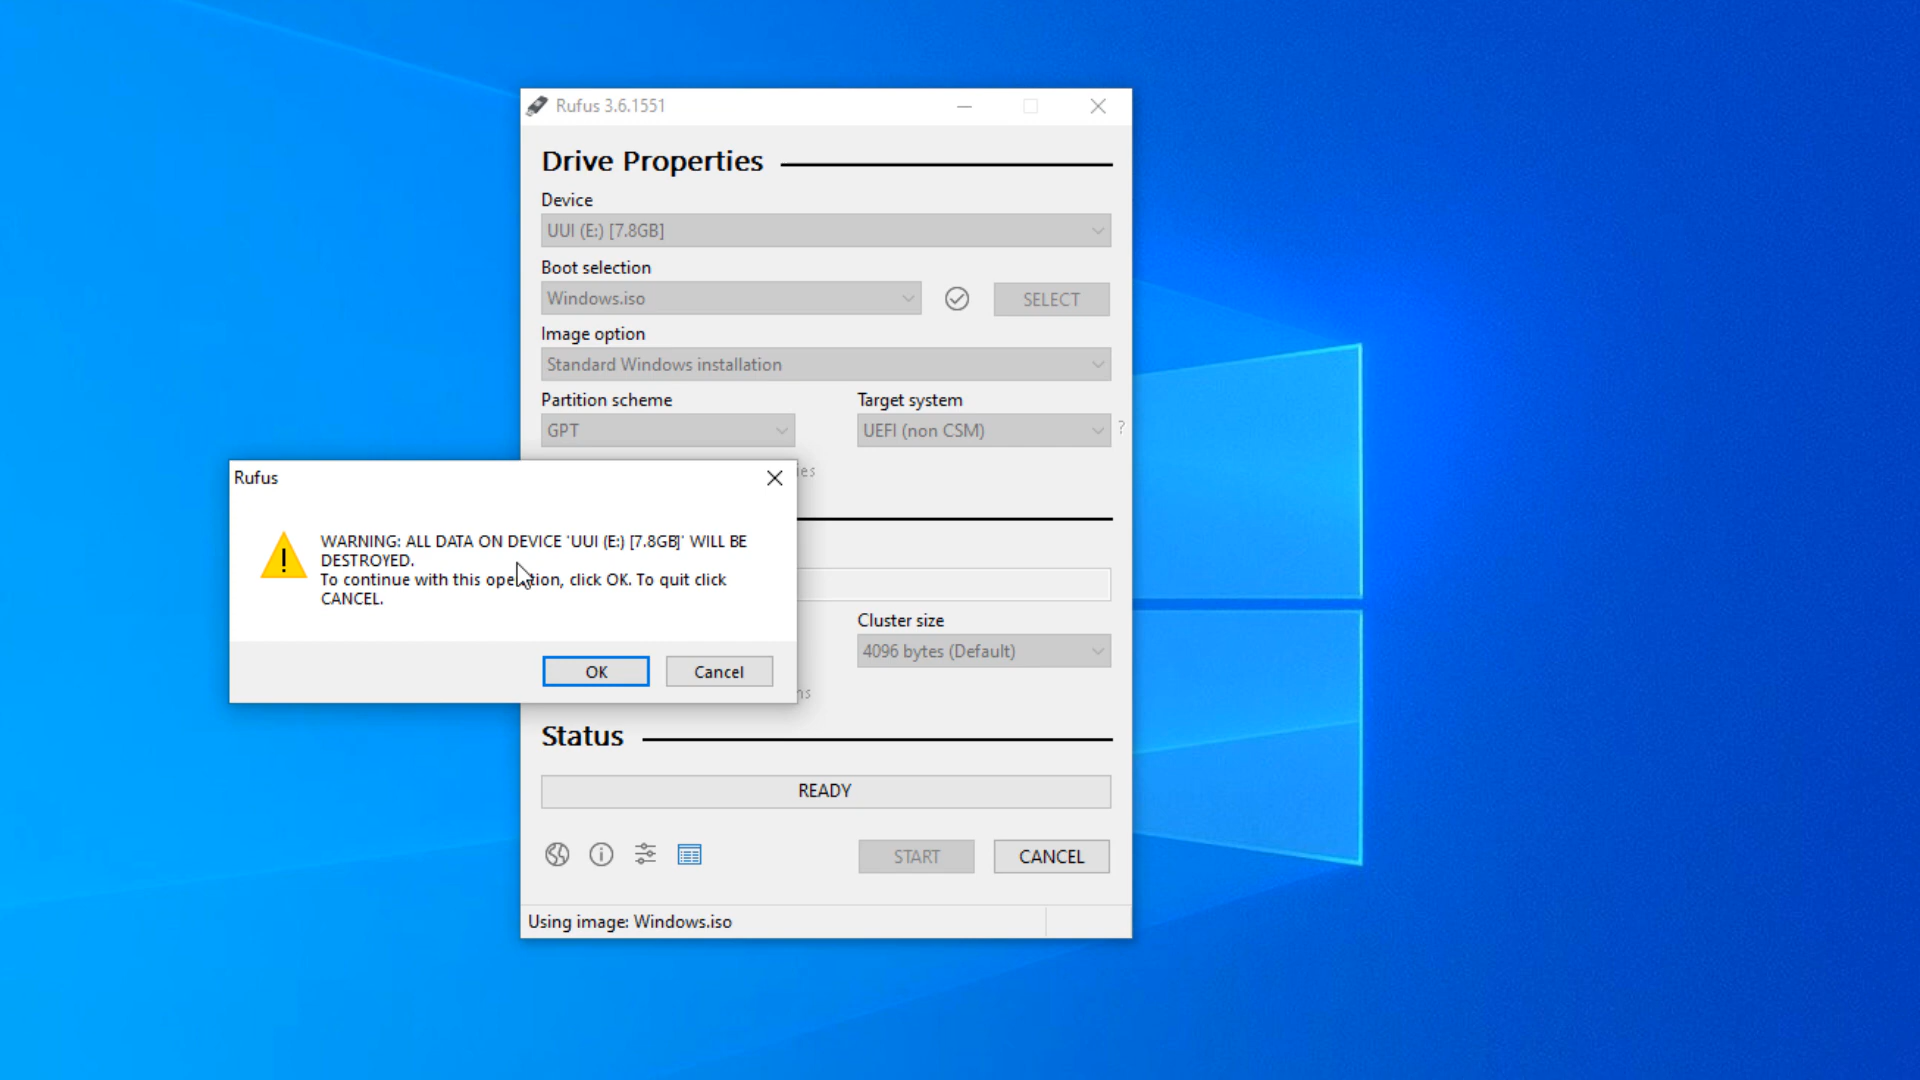 Rufus 3.6.1551
Drive Properties
Device
UUI (E:) [7.8GB]
Boot selection
Windows.iso
SELECT
Image option
Standard Windows installation
Partition scheme
Target system
GPT
UEFI (non CSM)
?
Rufus
WARNING: ALL DATA ON DEVICE 'UUI (E:) [7.8GB]' WILL BE
DESTROYED.
To continue with this operation, click OK. To quit click
CANCEL.
OK
Cancel
Cluster size
4096 bytes (Default)
Status
READY
START
CANCEL
Using image: Windows.iso